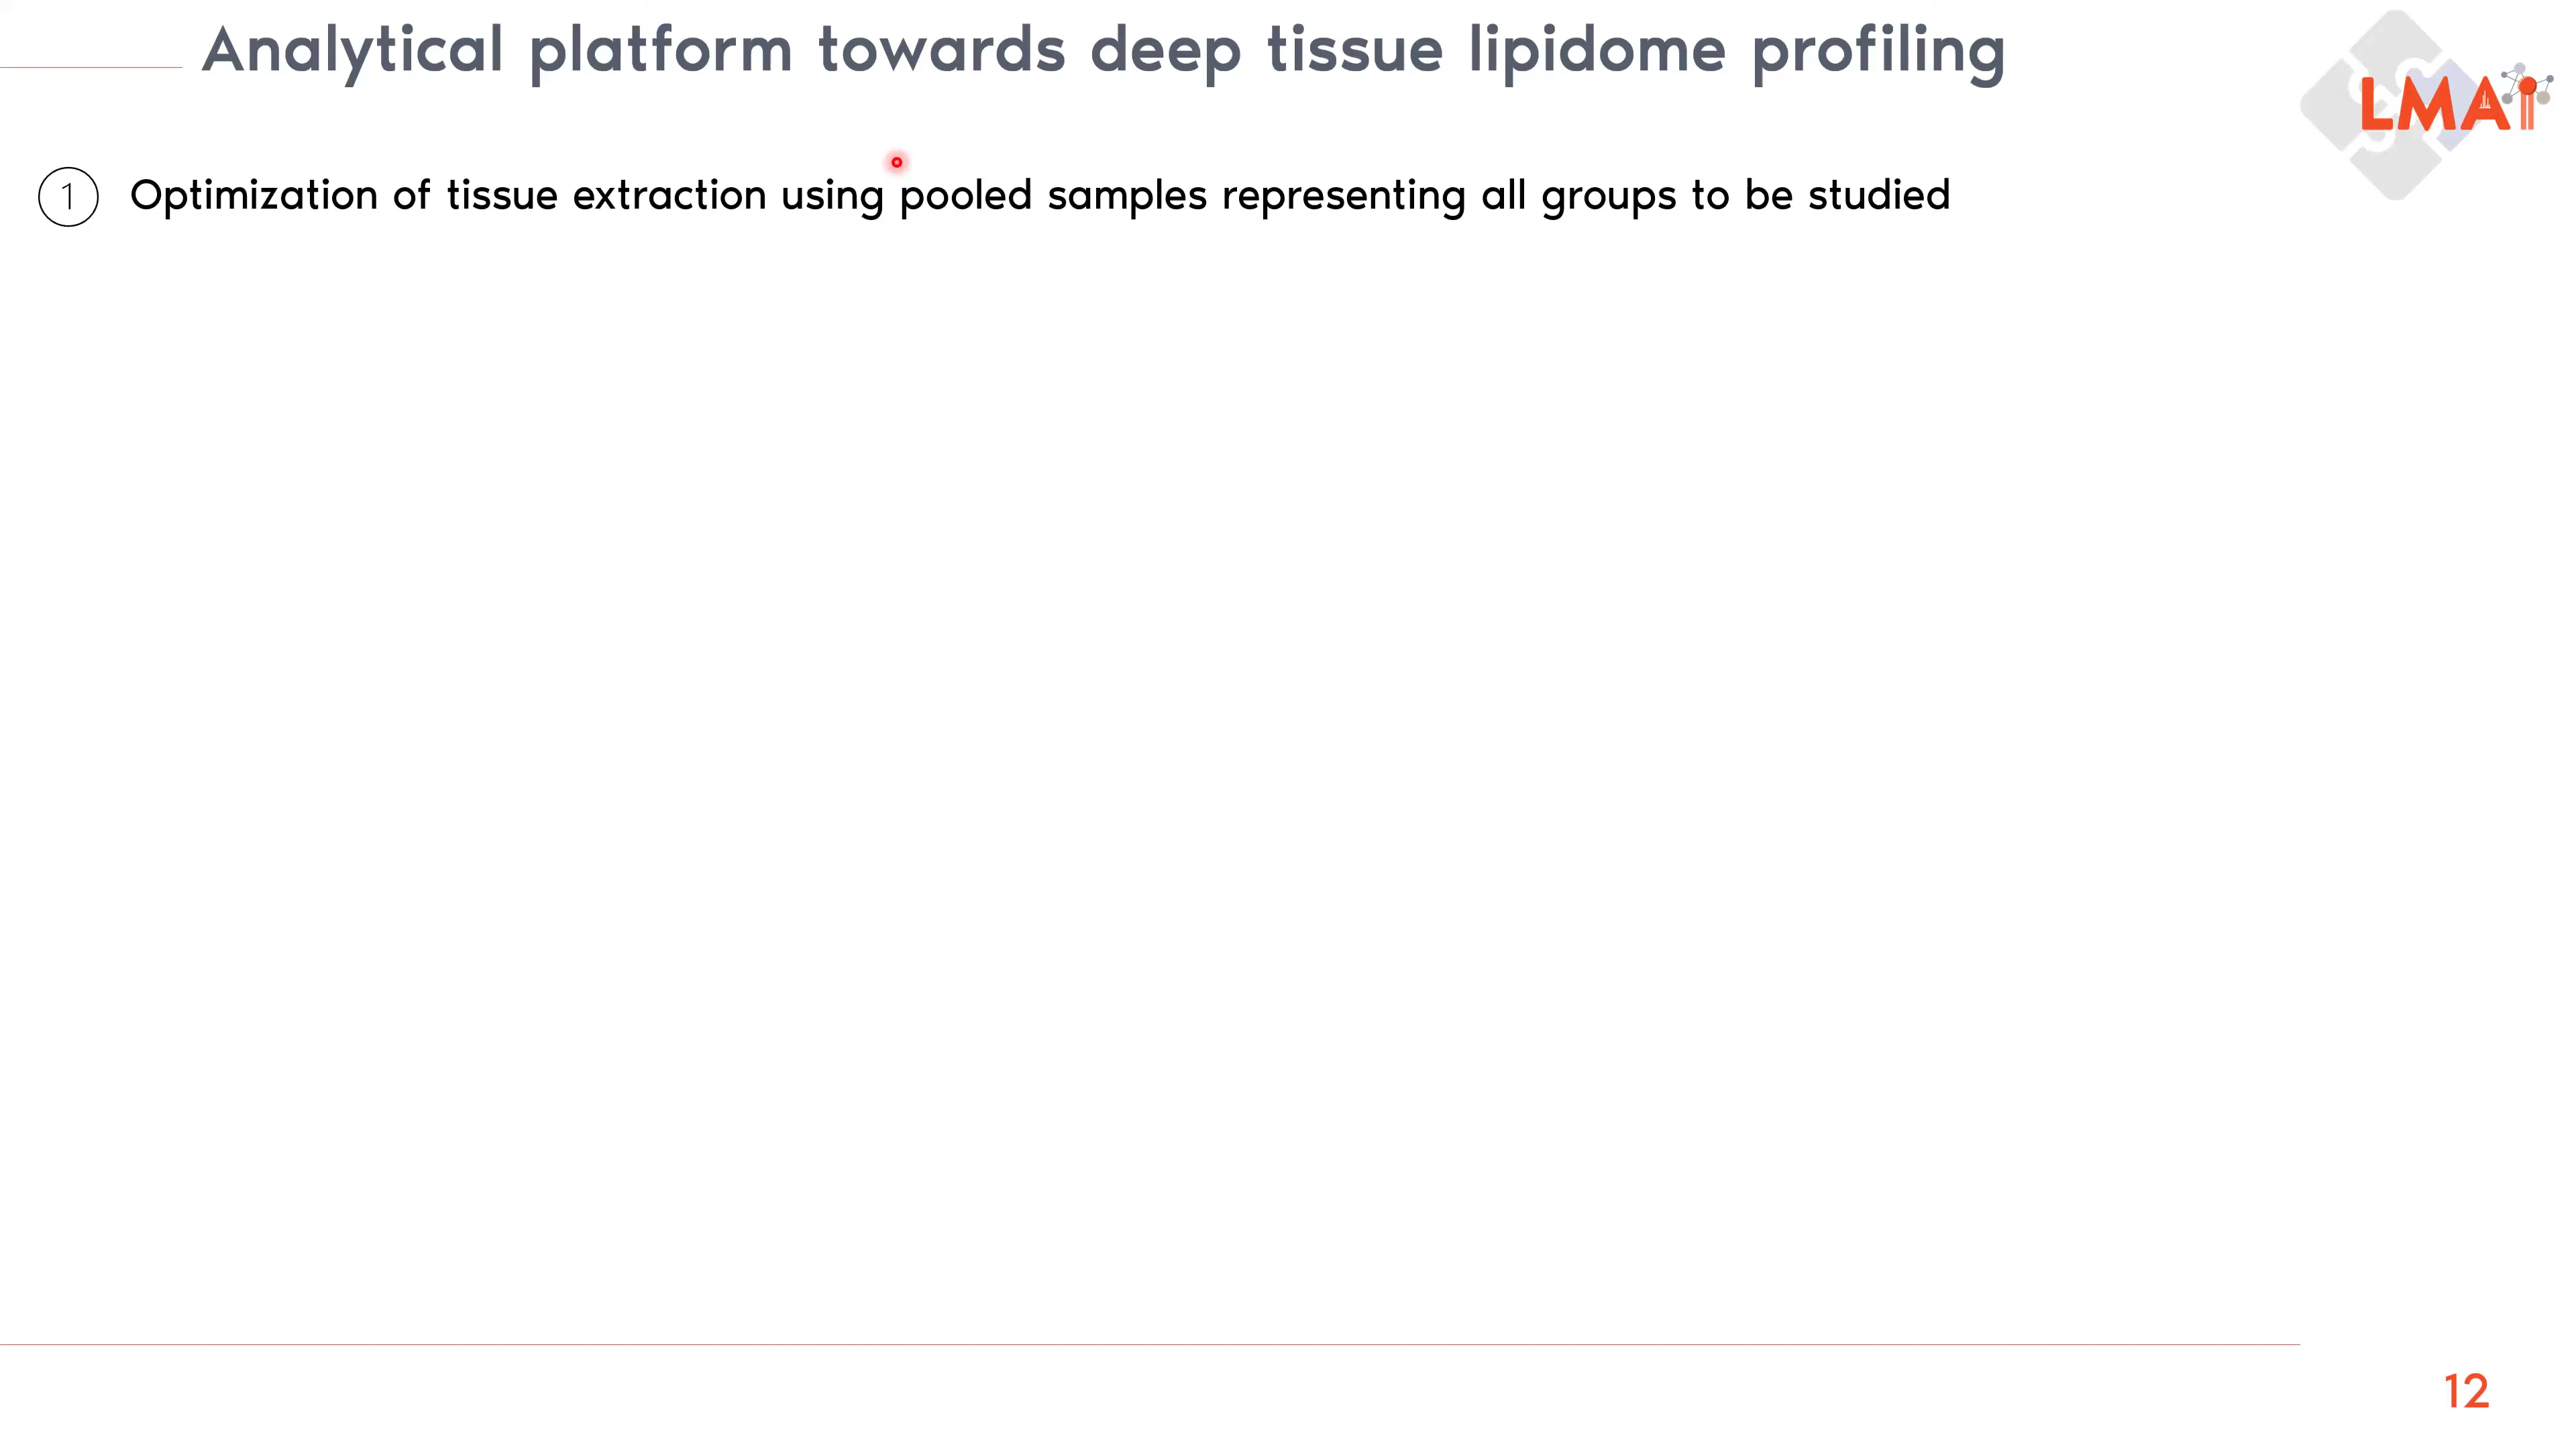 Analytical platform towards deep tissue lipidome profiling
LMAI
1 Optimization of tissue extraction using pooled samples representing all groups to be studied
12